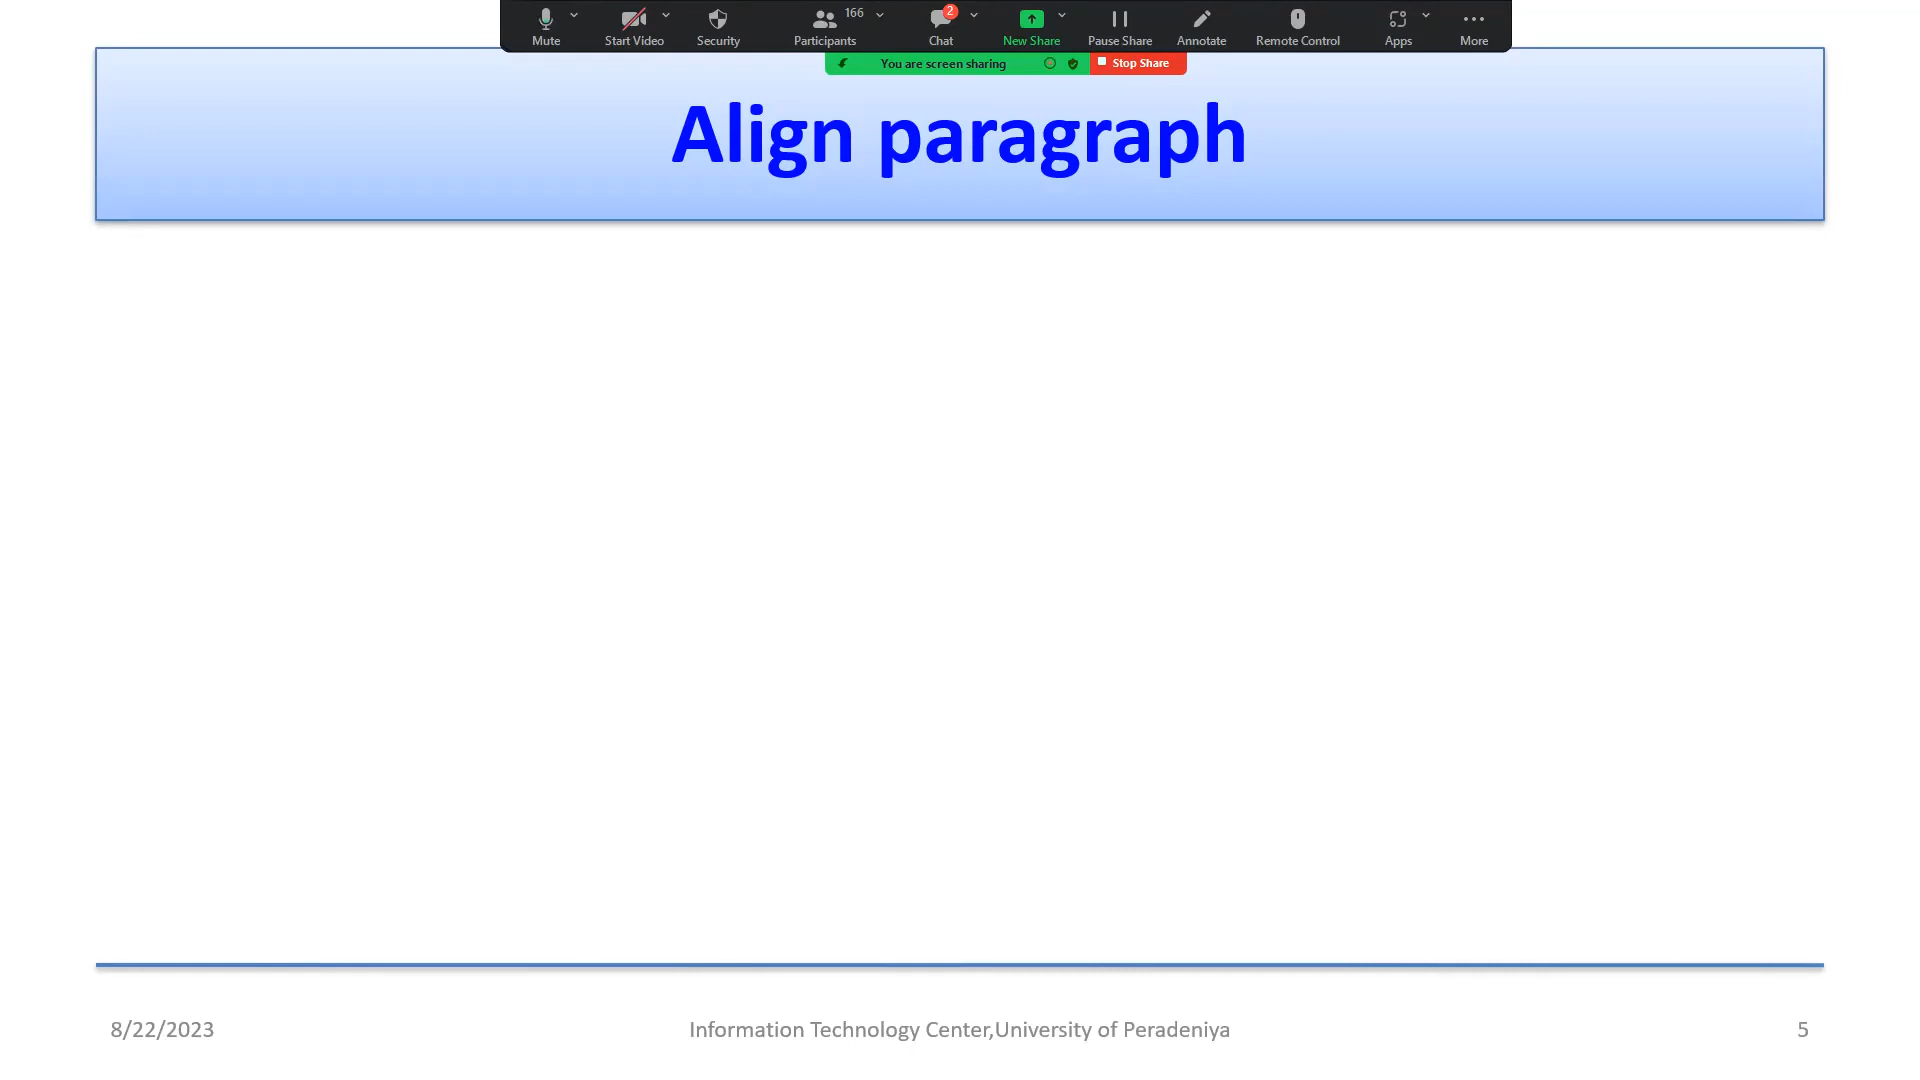 166
2
Mute
Start Video
Security
Participants
Chat
New Share
Pause Share
Annotate
Remote Control
Apps
More
You are screen sharing
Stop Share
Align paragraph
8/22/2023
Information Technology Center,University of Peradeniya
5